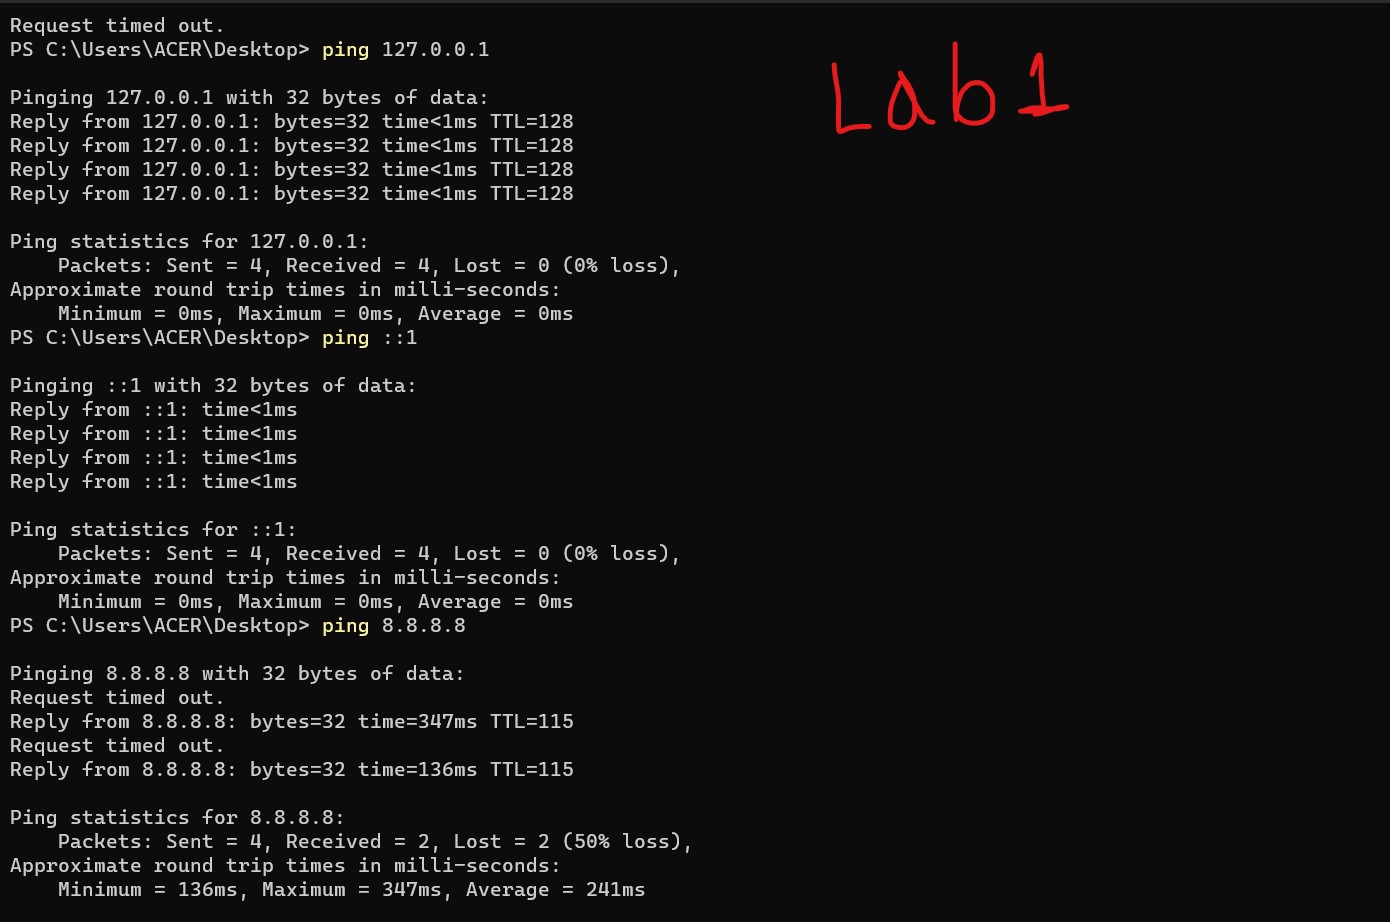 Request timed out.
PS C:\Users\ACER\Desktop> ping 127.0.0.1
Lab 1
Pinging 127.0.0.1 with 32 bytes of data:
Reply from 127.0.0.1: bytes=32 time<1ms TTL=128
Reply from 127.0.0.1: bytes=32 time<1ms TTL=128
Reply from 127.0.0.1: bytes=32 time<1ms TTL=128
Reply from 127.0.0.1: bytes=32 time<1ms TTL=128
Ping statistics for 127.0.0.1:
    Packets: Sent = 4, Received = 4, Lost = 0 (0% loss),
Approximate round trip times in milli-seconds:
    Minimum = 0ms, Maximum = 0ms, Average = 0ms
PS C:\Users\ACER\Desktop> ping ::1
Pinging ::1 with 32 bytes of data:
Reply from ::1: time<1ms
Reply from ::1: time<1ms
Reply from ::1: time<1ms
Reply from ::1: time<1ms
Ping statistics for ::1:
    Packets: Sent = 4, Received = 4, Lost = 0 (0% loss),
Approximate round trip times in milli-seconds:
    Minimum = 0ms, Maximum = 0ms, Average = 0ms
PS C:\Users\ACER\Desktop> ping 8.8.8.8
Pinging 8.8.8.8 with 32 bytes of data:
Request timed out.
Reply from 8.8.8.8: bytes=32 time=347ms TTL=115
Request timed out.
Reply from 8.8.8.8: bytes=32 time=136ms TTL=115
Ping statistics for 8.8.8.8:
    Packets: Sent = 4, Received = 2, Lost = 2 (50% loss),
Approximate round trip times in milli-seconds:
    Minimum = 136ms, Maximum = 347ms, Average = 241ms